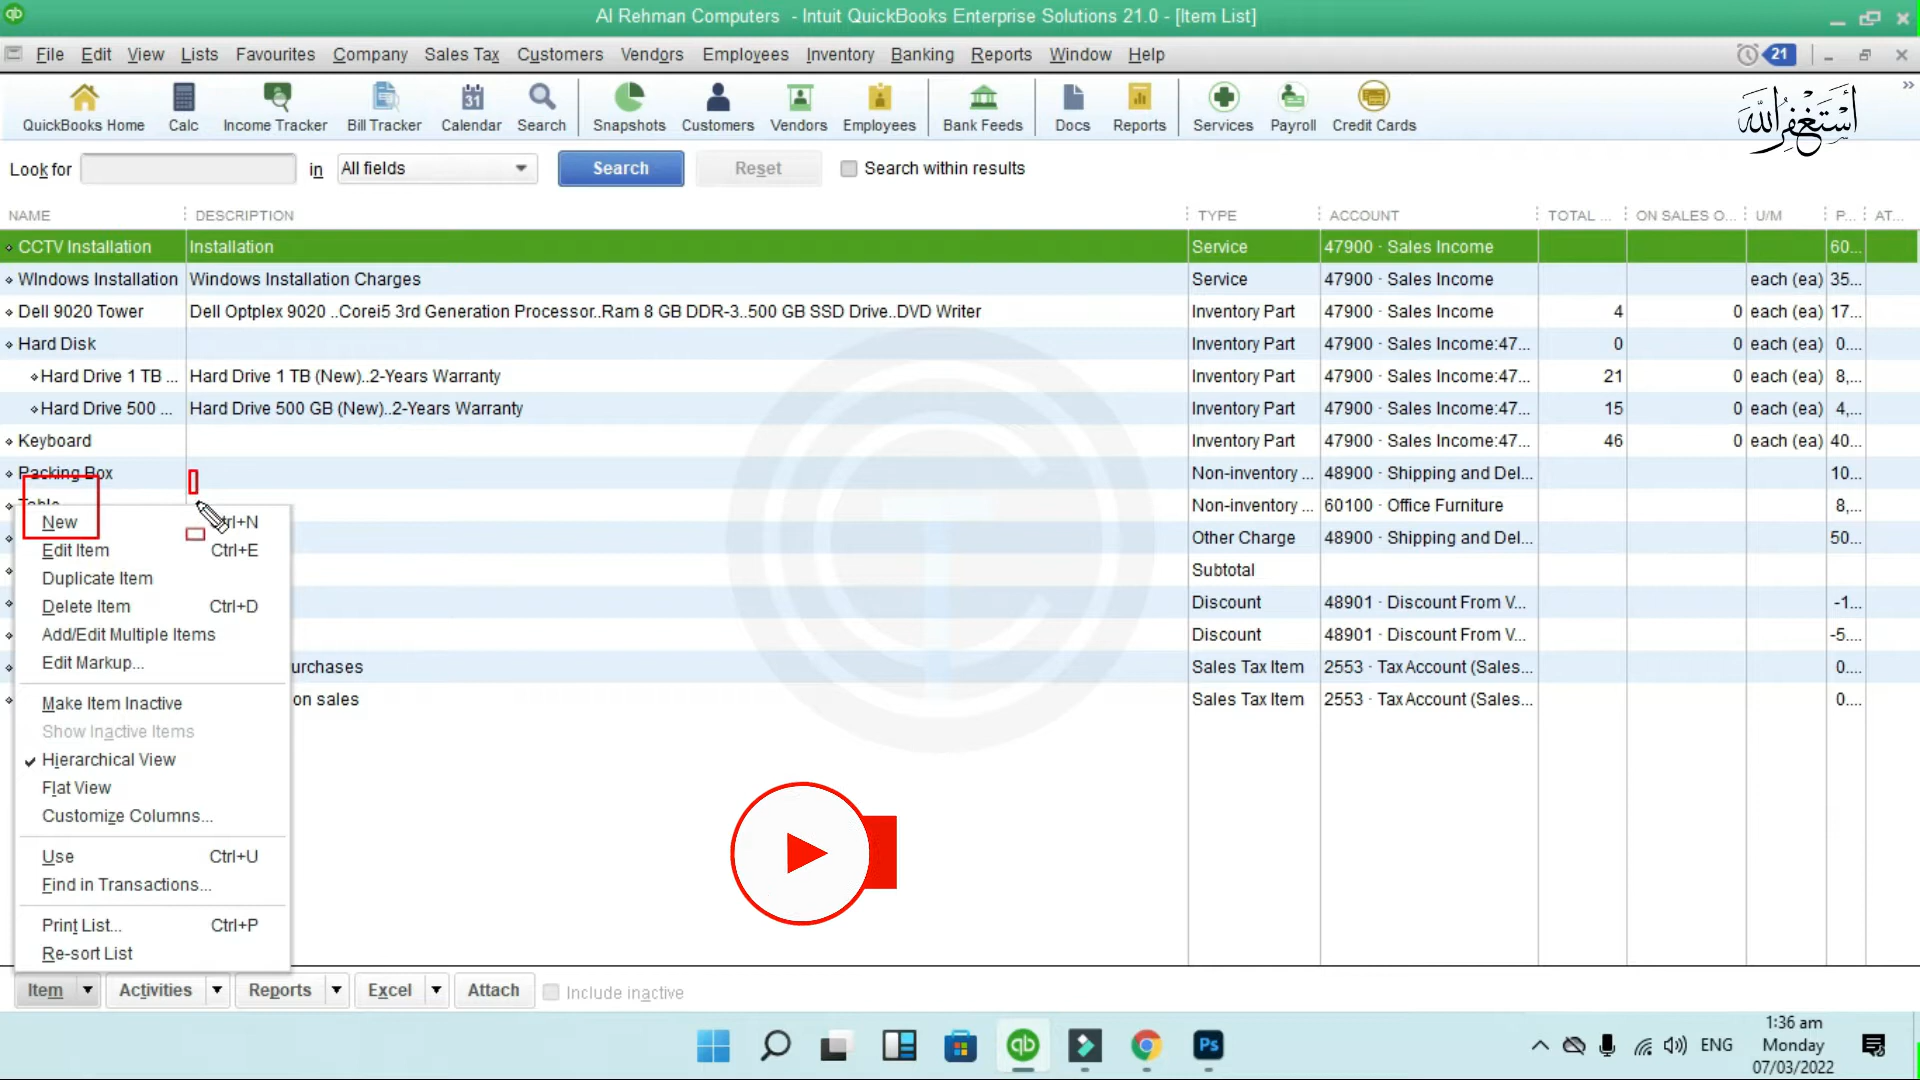 Al Rehman Computers - Intuit QuickBooks Enterprise Solutions 21.0 - [Item List]
File Edit View Lists Favourites Company Sales Tax Customers Vendors Employees Inventory Banking Reports Window Help 21
QuickBooks Home Calc Income Tracker Bill Tracker Calendar Search Snapshots Customers Vendors Employees Bank Feeds Docs Reports Services Payroll Credit Cards
31
أستغفر الله
Look for in All fields Search Reset Search within results
NAME DESCRIPTION TYPE ACCOUNT TOTAL ... ON SALES O... U/M P... AT...
CCTV Installation Installation Service 47900 · Sales Income 60...
WIndows Installation Windows Installation Charges Service 47900 · Sales Income each (ea) 35...
Dell 9020 Tower Dell Optplex 9020 ..Corei5 3rd Generation Processor..Ram 8 GB DDR-3..500 GB SSD Drive..DVD Writer Inventory Part 47900 · Sales Income 4 0 each (ea) 17...
Hard Disk Inventory Part 47900 · Sales Income:47... 0 0 each (ea) 0....
Hard Drive 1 TB ... Hard Drive 1 TB (New)..2-Years Warranty Inventory Part 47900 · Sales Income:47... 21 0 each (ea) 8,...
Hard Drive 500 ... Hard Drive 500 GB (New)..2-Years Warranty Inventory Part 47900 · Sales Income:47... 15 0 each (ea) 4,...
Keyboard Inventory Part 47900 · Sales Income:47... 46 0 each (ea) 40...
Packing Box Non-inventory ... 48900 · Shipping and Del... 10...
Table Non-inventory ... 60100 · Office Furniture 8,...
Other Charge 48900 · Shipping and Del... 50...
Subtotal
Discount 48901 · Discount From V... -1...
Discount 48901 · Discount From V... -5....
urchases Sales Tax Item 2553 · Tax Account (Sales... 0....
on sales Sales Tax Item 2553 · Tax Account (Sales... 0....
New Ctrl+N
Edit Item Ctrl+E
Duplicate Item
Delete Item Ctrl+D
Add/Edit Multiple Items
Edit Markup...
Make Item Inactive
Show Inactive Items
Hierarchical View
Flat View
Customize Columns...
Use Ctrl+U
Find in Transactions...
Print List... Ctrl+P
Re-sort List
Item Activities Reports Excel Attach Include inactive
qb Ps ENG
1:36 am
Monday
07/03/2022